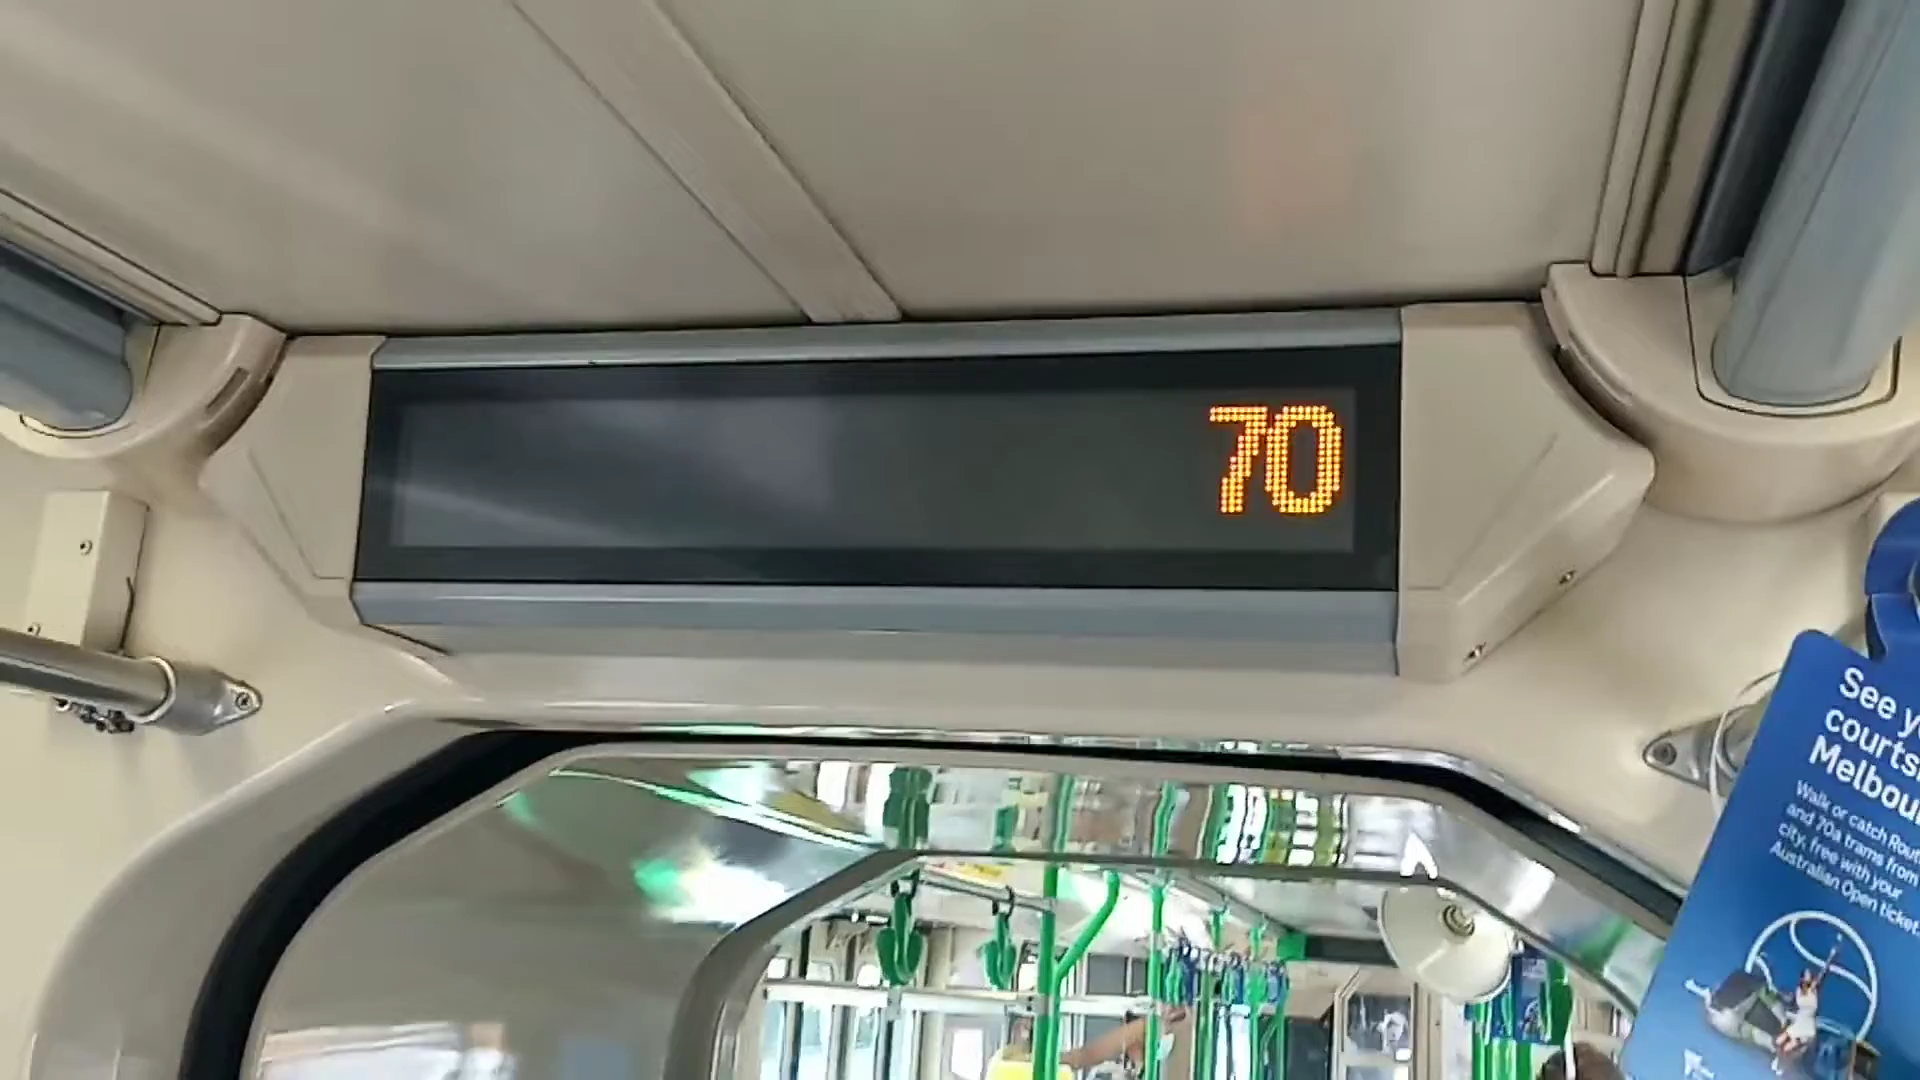 70
See y
courts
Melbou
Walk or catch Rout
and 70a trams from
city, free with your
Australian Open ticket.